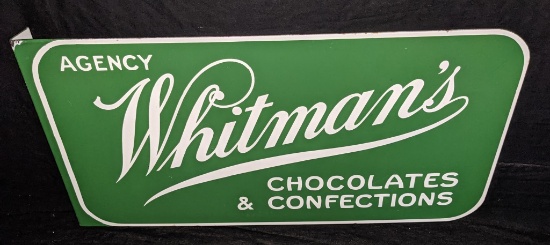 AGENCY
Whitman's
CHOCOLATES
& CONFECTIONS